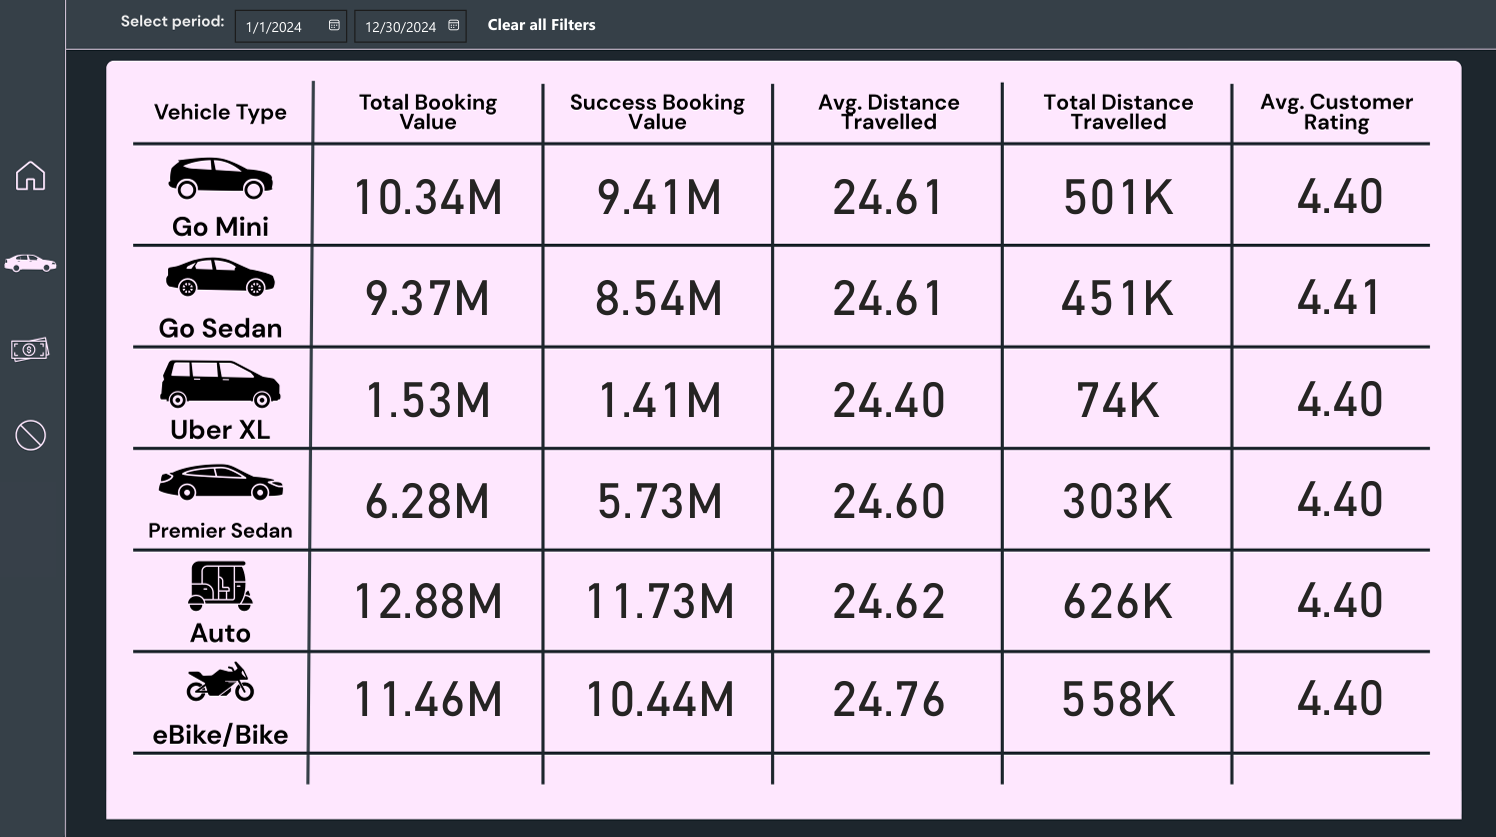 Select period: 1/1/2024 12/30/2024 Clear all Filters
Vehicle Type
Total Booking
Value
Success Booking
Value
Avg. Distance
Travelled
Total Distance
Travelled
Avg. Customer
Rating
Go Mini
10.34M 9.41M 24.61 501K 4.40
Go Sedan
9.37M 8.54M 24.61 451K 4.41
Uber XL
1.53M 1.41M 24.40 74K 4.40
Premier Sedan
6.28M 5.73M 24.60 303K 4.40
Auto
12.88M 11.73M 24.62 626K 4.40
eBike/Bike
11.46M 10.44M 24.76 558K 4.40